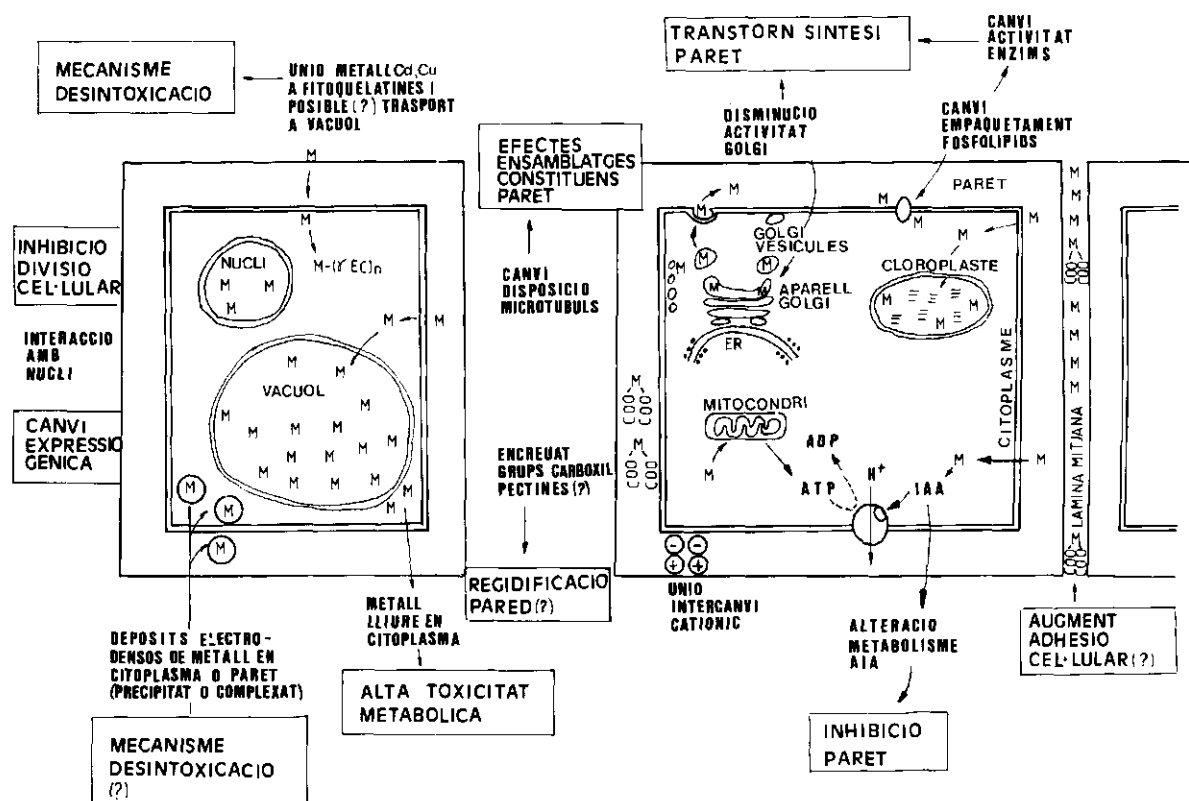 MECANISME
DESINTOXICACIO
UNIO METALL Cd,Cu
A FITOQUELATINES I
POSIBLE (?) TRASPORT
A VACUOL
TRANSTORN SINTESI
PARET
CANVI
ACTIVITAT
ENZIMS
DISMINUCIO
ACTIVITAT
GOLGI
CANVI
EMPAQUETAMENT
FOSFOLIPIDS
EFECTES
ENSAMBLATGES
CONSTITUENS
PARET
CANVI
DISPOSICIO
MICROTUBULS
ENCREUAT
GRUPS CARBOXIL
PECTINES (?)
REGIDIFICACIO
PARED (?)
INHIBICIO
DIVISIO
CEL·LULAR
INTERACCIO
AMB
NUCLI
CANVI
EXPRESSIO
GENICA
M
M
M-(γEC)n
NUCLI
M M
M
M M
VACUOL
M
M
M
M
M M M
M M
M M M M
M
M
M
M
M
DEPOSITS ELECTRO-
DENSOS DE METALL EN
CITOPLASMA O PARET
(PRECIPITAT O COMPLEXAT)
MECANISME
DESINTOXICACIO
(?)
METALL
LLIURE EN
CITOPLASMA
ALTA TOXICITAT
METABOLICA
PARET
M
M
M
M
M
GOLGI
VESICULES
M
M
M
M M
APARELL
GOLGI
ER
M
M
CLOROPLASTE
M
M
M
CITOPLASME
MITOCONDRI
M
ADP
ATP
H+
IAA
M
M
M
COO COO
M
COO COO
- -
+ +
UNIO
INTERCANVI
CATIONIC
ALTERACIO
METABOLISME
AIA
INHIBICIO
PARET
M
M
M
M
M
M
M
M
M
M
M
LAMINA MITJANA
AUGMENT
ADHESIO
CEL·LULAR (?)